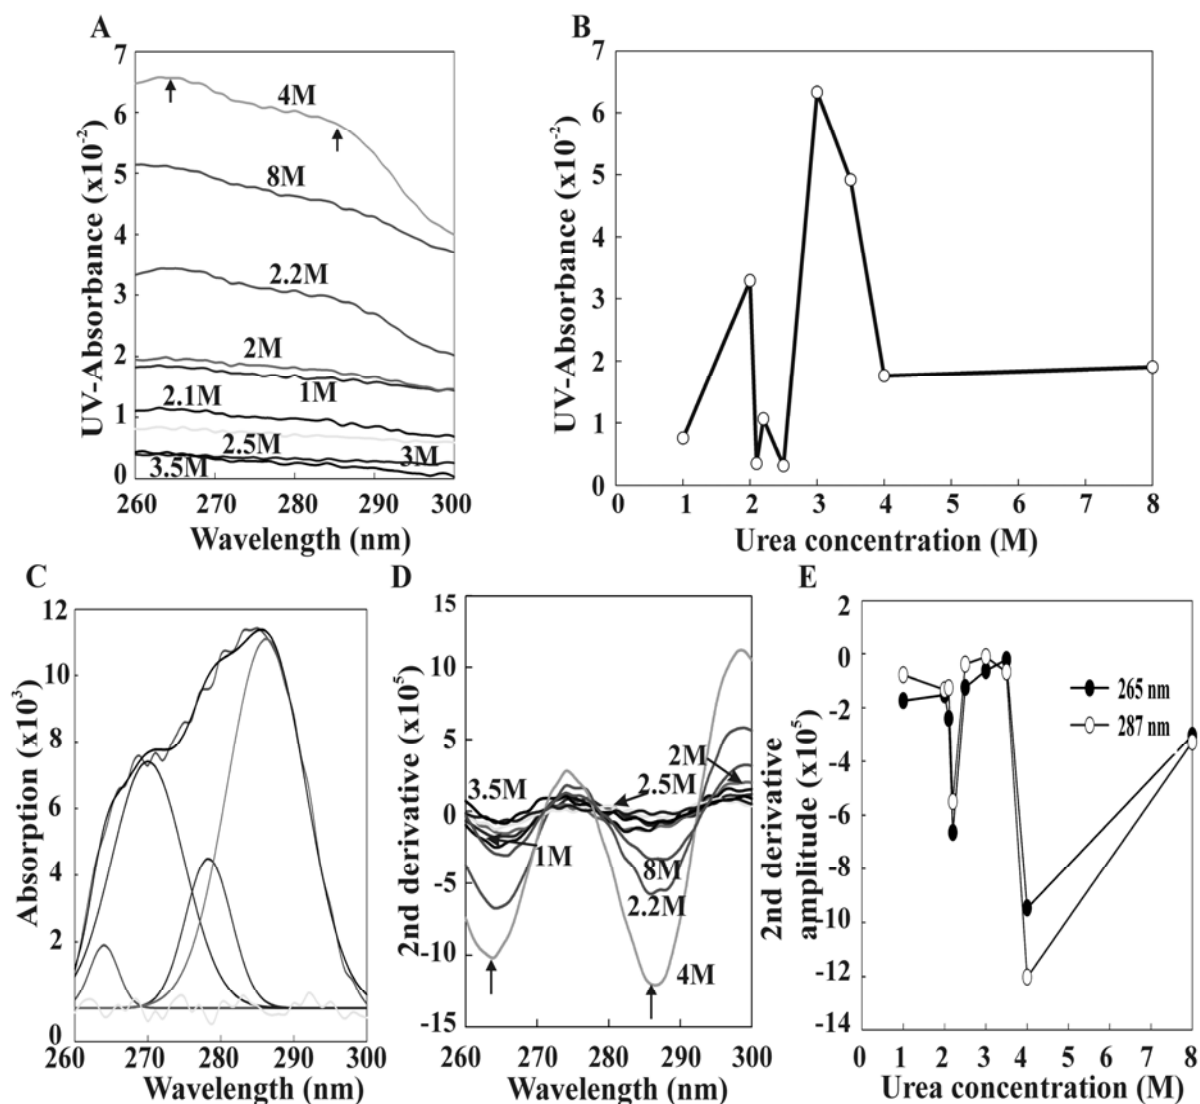 A
UV-Absorbance (x10-2)
7
6
5
4
3
2
1
0
4M
8M
2.2M
2M
1M
2.1M
2.5M
3M
3.5M
260 270 280 290 300
Wavelength (nm)
B
UV-Absorbance (x10-2)
7
6
5
4
3
2
1
0
0 1 2 3 4 5 6 7 8
Urea concentration (M)
C
Absorption (x103)
12
11
8
6
4
2
0
260 270 280 290 300
Wavelength (nm)
D
2nd derivative (x105)
15
10
5
0
-5
-10
-15
3.5M
2M
2.5M
1M
8M
2.2M
4M
260 270 280 290 300
Wavelength (nm)
E
2nd derivative
amplitude (x105)
2
0
-2
-4
-6
-8
-10
-12
-14
265 nm
287 nm
0 1 2 3 4 5 6 7 8
Urea concentration (M)